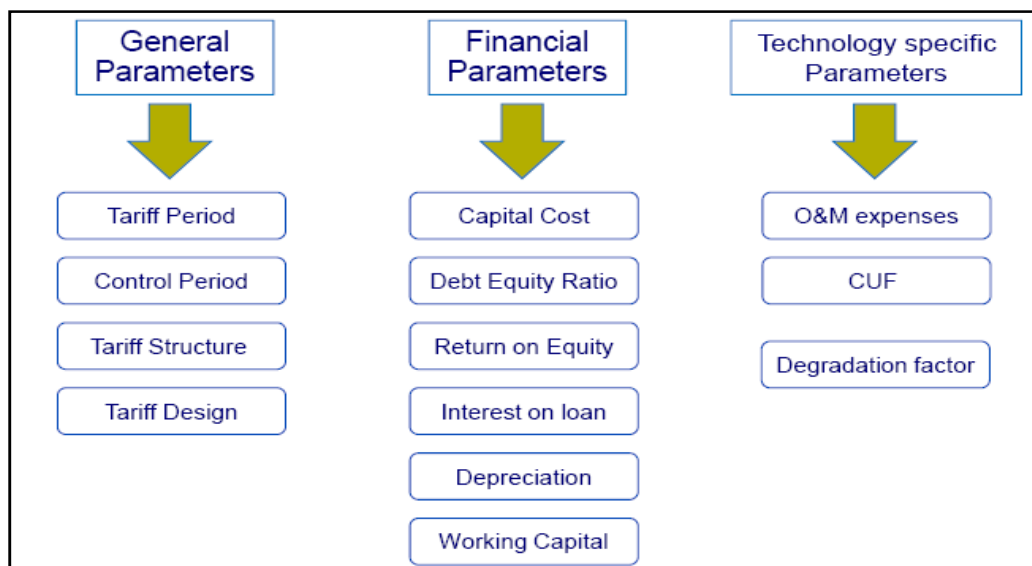 General
Parameters
Tariff Period
Control Period
Tariff Structure
Tariff Design
Financial
Parameters
Capital Cost
Debt Equity Ratio
Return on Equity
Interest on loan
Depreciation
Working Capital
Technology specific
Parameters
O&M expenses
CUF
Degradation factor